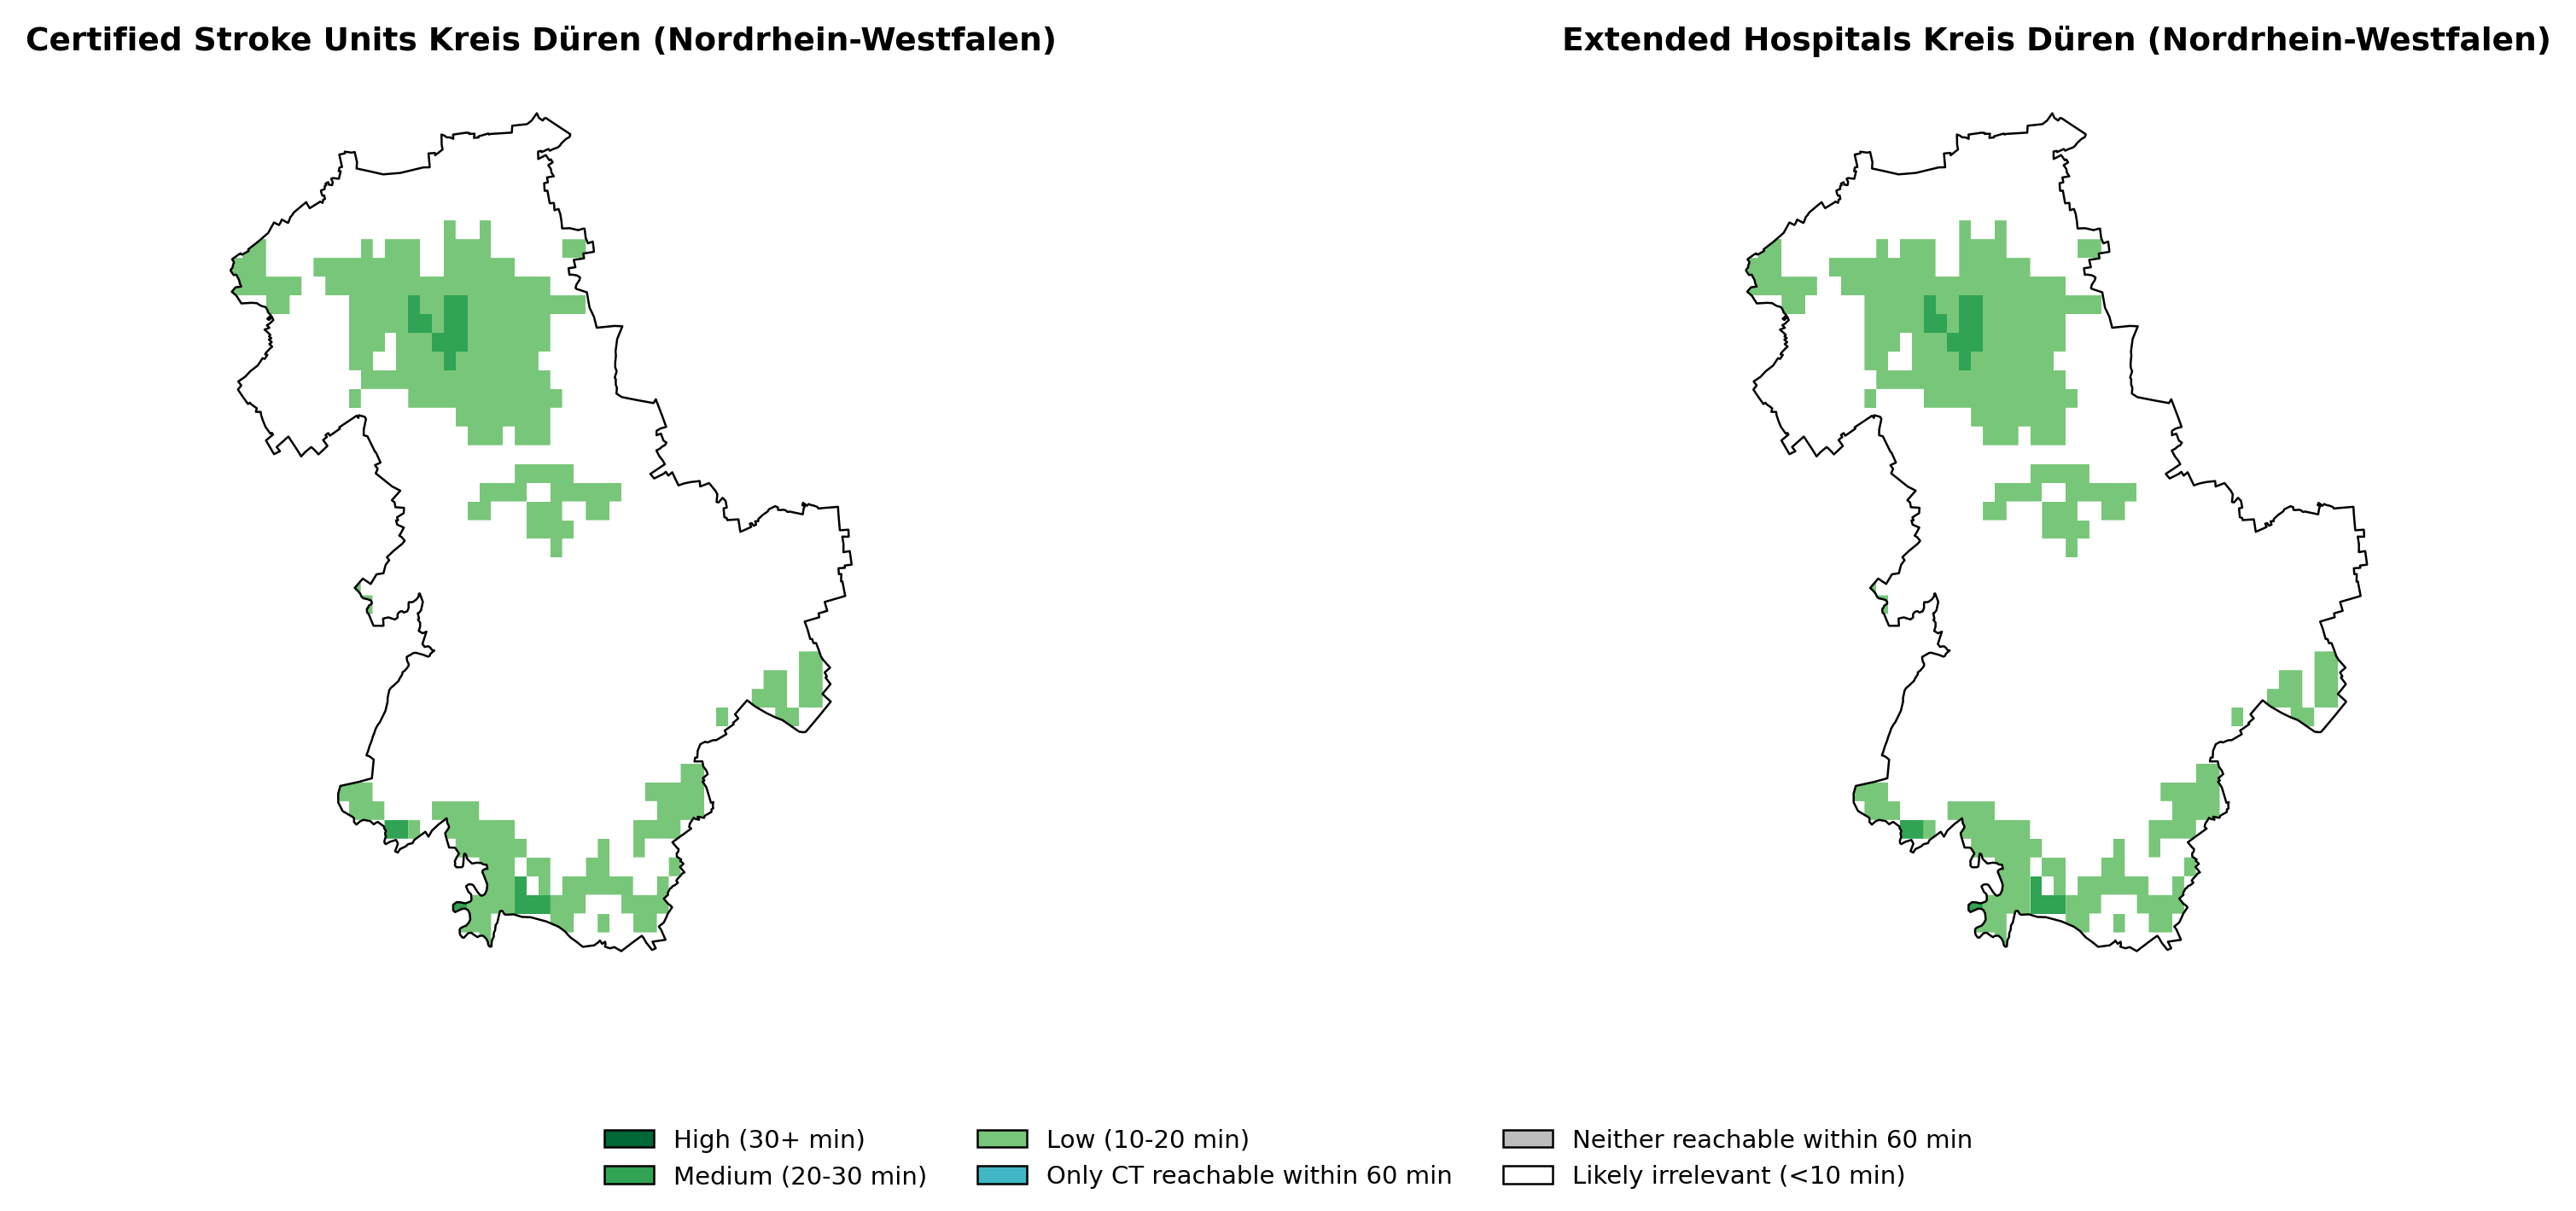 Certified Stroke Units Kreis Düren (Nordrhein-Westfalen)
Extended Hospitals Kreis Düren (Nordrhein-Westfalen)
High (30+ min)
Medium (20-30 min)
Low (10-20 min)
Only CT reachable within 60 min
Neither reachable within 60 min
Likely irrelevant (<10 min)